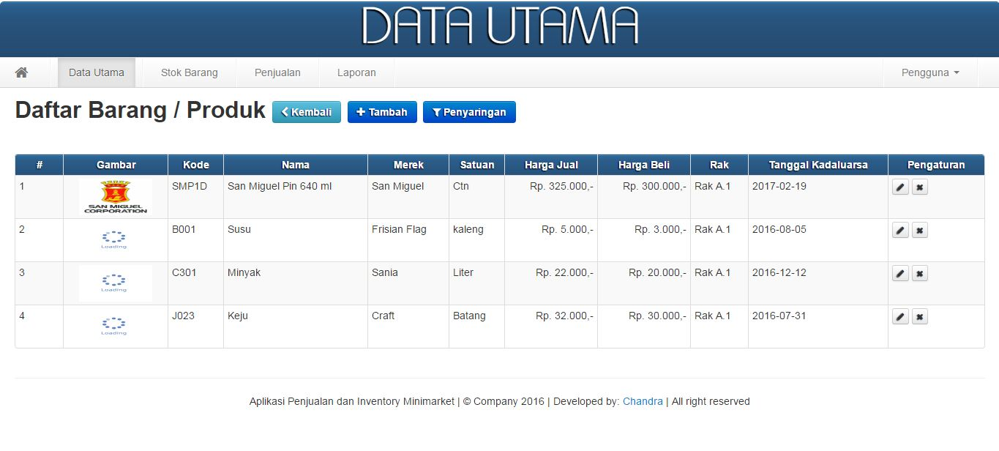 DATA UTAMA
Data Utama Stok Barang Penjualan Laporan Pengguna
Daftar Barang / Produk Kembali Tambah Penyaringan
# Gambar Kode Nama Merek Satuan Harga Jual Harga Beli Rak Tanggal Kadaluarsa Pengaturan
1 SMP1D San Miguel Pin 640 ml San Miguel Ctn Rp. 325.000,- Rp. 300.000,- Rak A.1 2017-02-19
SAN MIGUEL
CORPORATION
2 B001 Susu Frisian Flag kaleng Rp. 5.000,- Rp. 3.000,- Rak A.1 2016-08-05
Loading
3 C301 Minyak Sania Liter Rp. 22.000,- Rp. 20.000,- Rak A.1 2016-12-12
Loading
4 J023 Keju Craft Batang Rp. 32.000,- Rp. 30.000,- Rak A.1 2016-07-31
Loading
Aplikasi Penjualan dan Inventory Minimarket | © Company 2016 | Developed by: Chandra | All right reserved